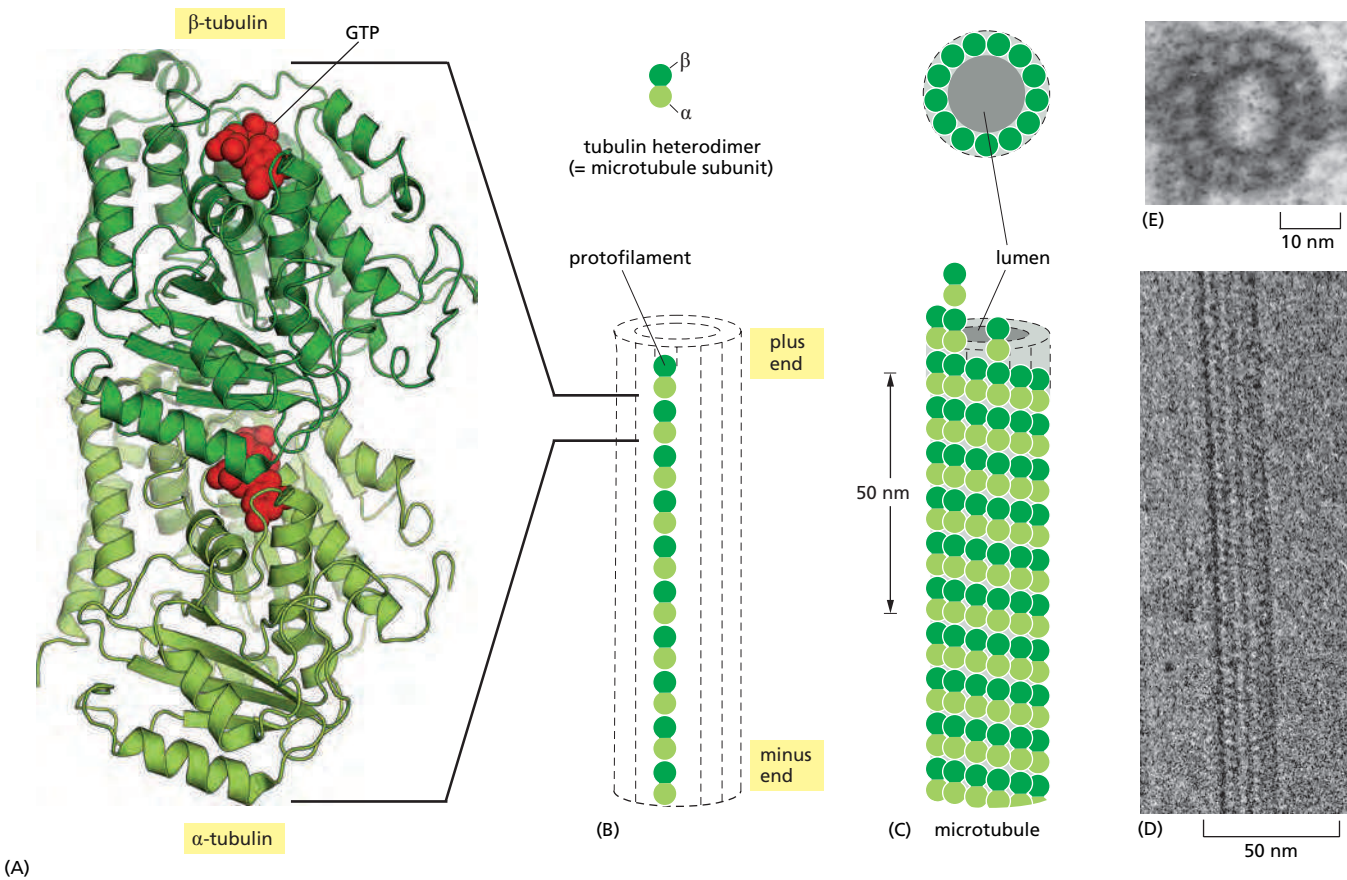 β-tubulin
GTP
α-tubulin
(A)
β
α
tubulin heterodimer
(= microtubule subunit)
protofilament
plus
end
minus
end
(B)
lumen
50 nm
(C)
microtubule
(E)
10 nm
(D)
50 nm